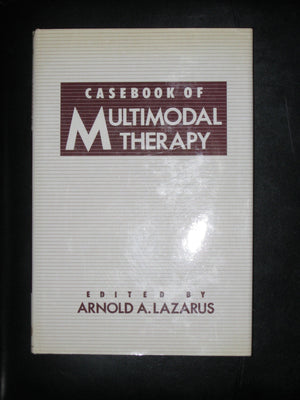 CASEBOOK OF
MULTIMODAL
THERAPY
EDITED BY
ARNOLD A. LAZARUS